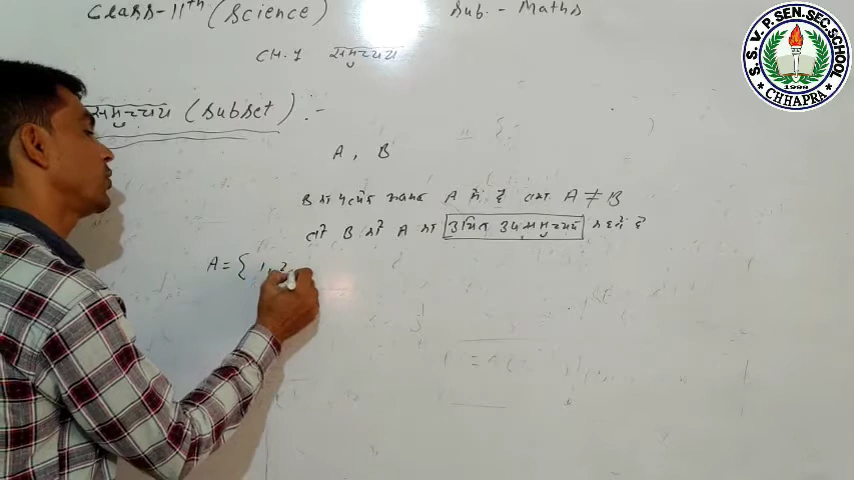 Class-11th (Science)
Sub. - Maths
CH.1 समुच्चय
समुच्चय (Subset) :-
A, B
B का प्रत्येक अवयव A में है तथा A ≠ B
तो B को A का उचित उपसमुच्चय कहते हैं
A = { 1, 2
S. S. V. P. SEN. SEC. SCHOOL
1998
CHHAPRA